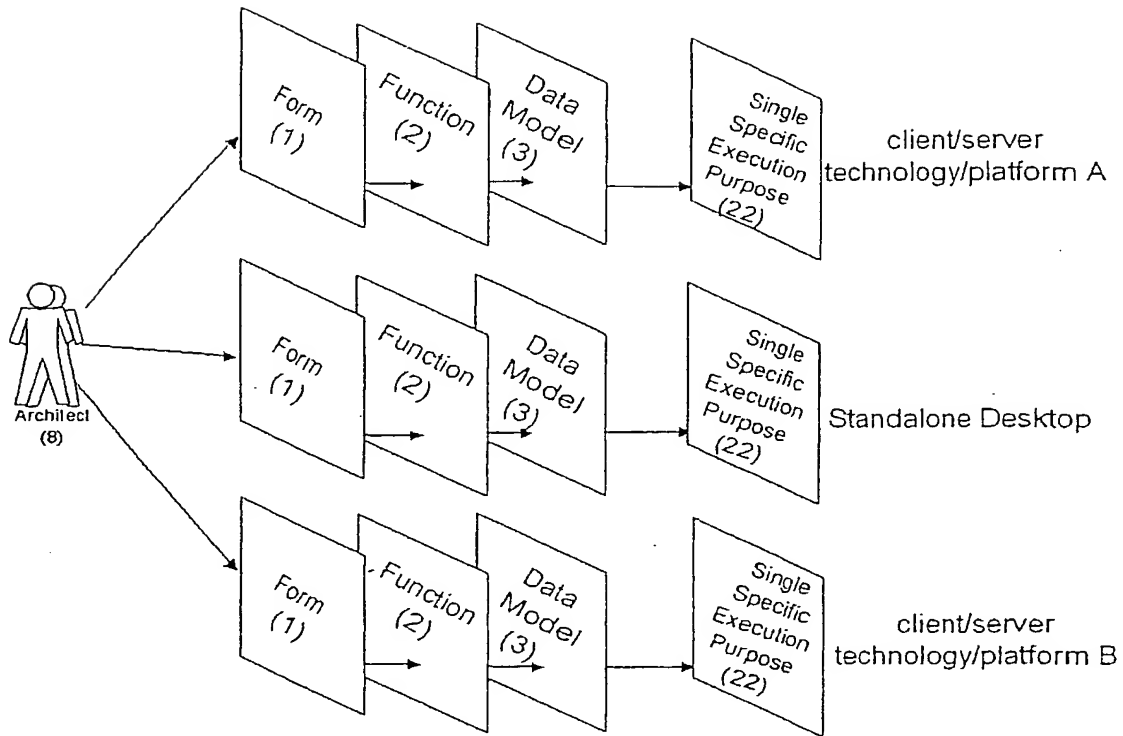 Form
(1)
Function
(2)
Data
Model
(3)
Single
Specific
Execution
Purpose
(22)
client/server
technology/platform A
Architect
(8)
Form
(1)
Function
(2)
Data
Model
(3)
Single
Specific
Execution
Purpose
(22)
Standalone Desktop
Form
(1)
Function
(2)
Data
Model
(3)
Single
Specific
Execution
Purpose
(22)
client/server
technology/platform B